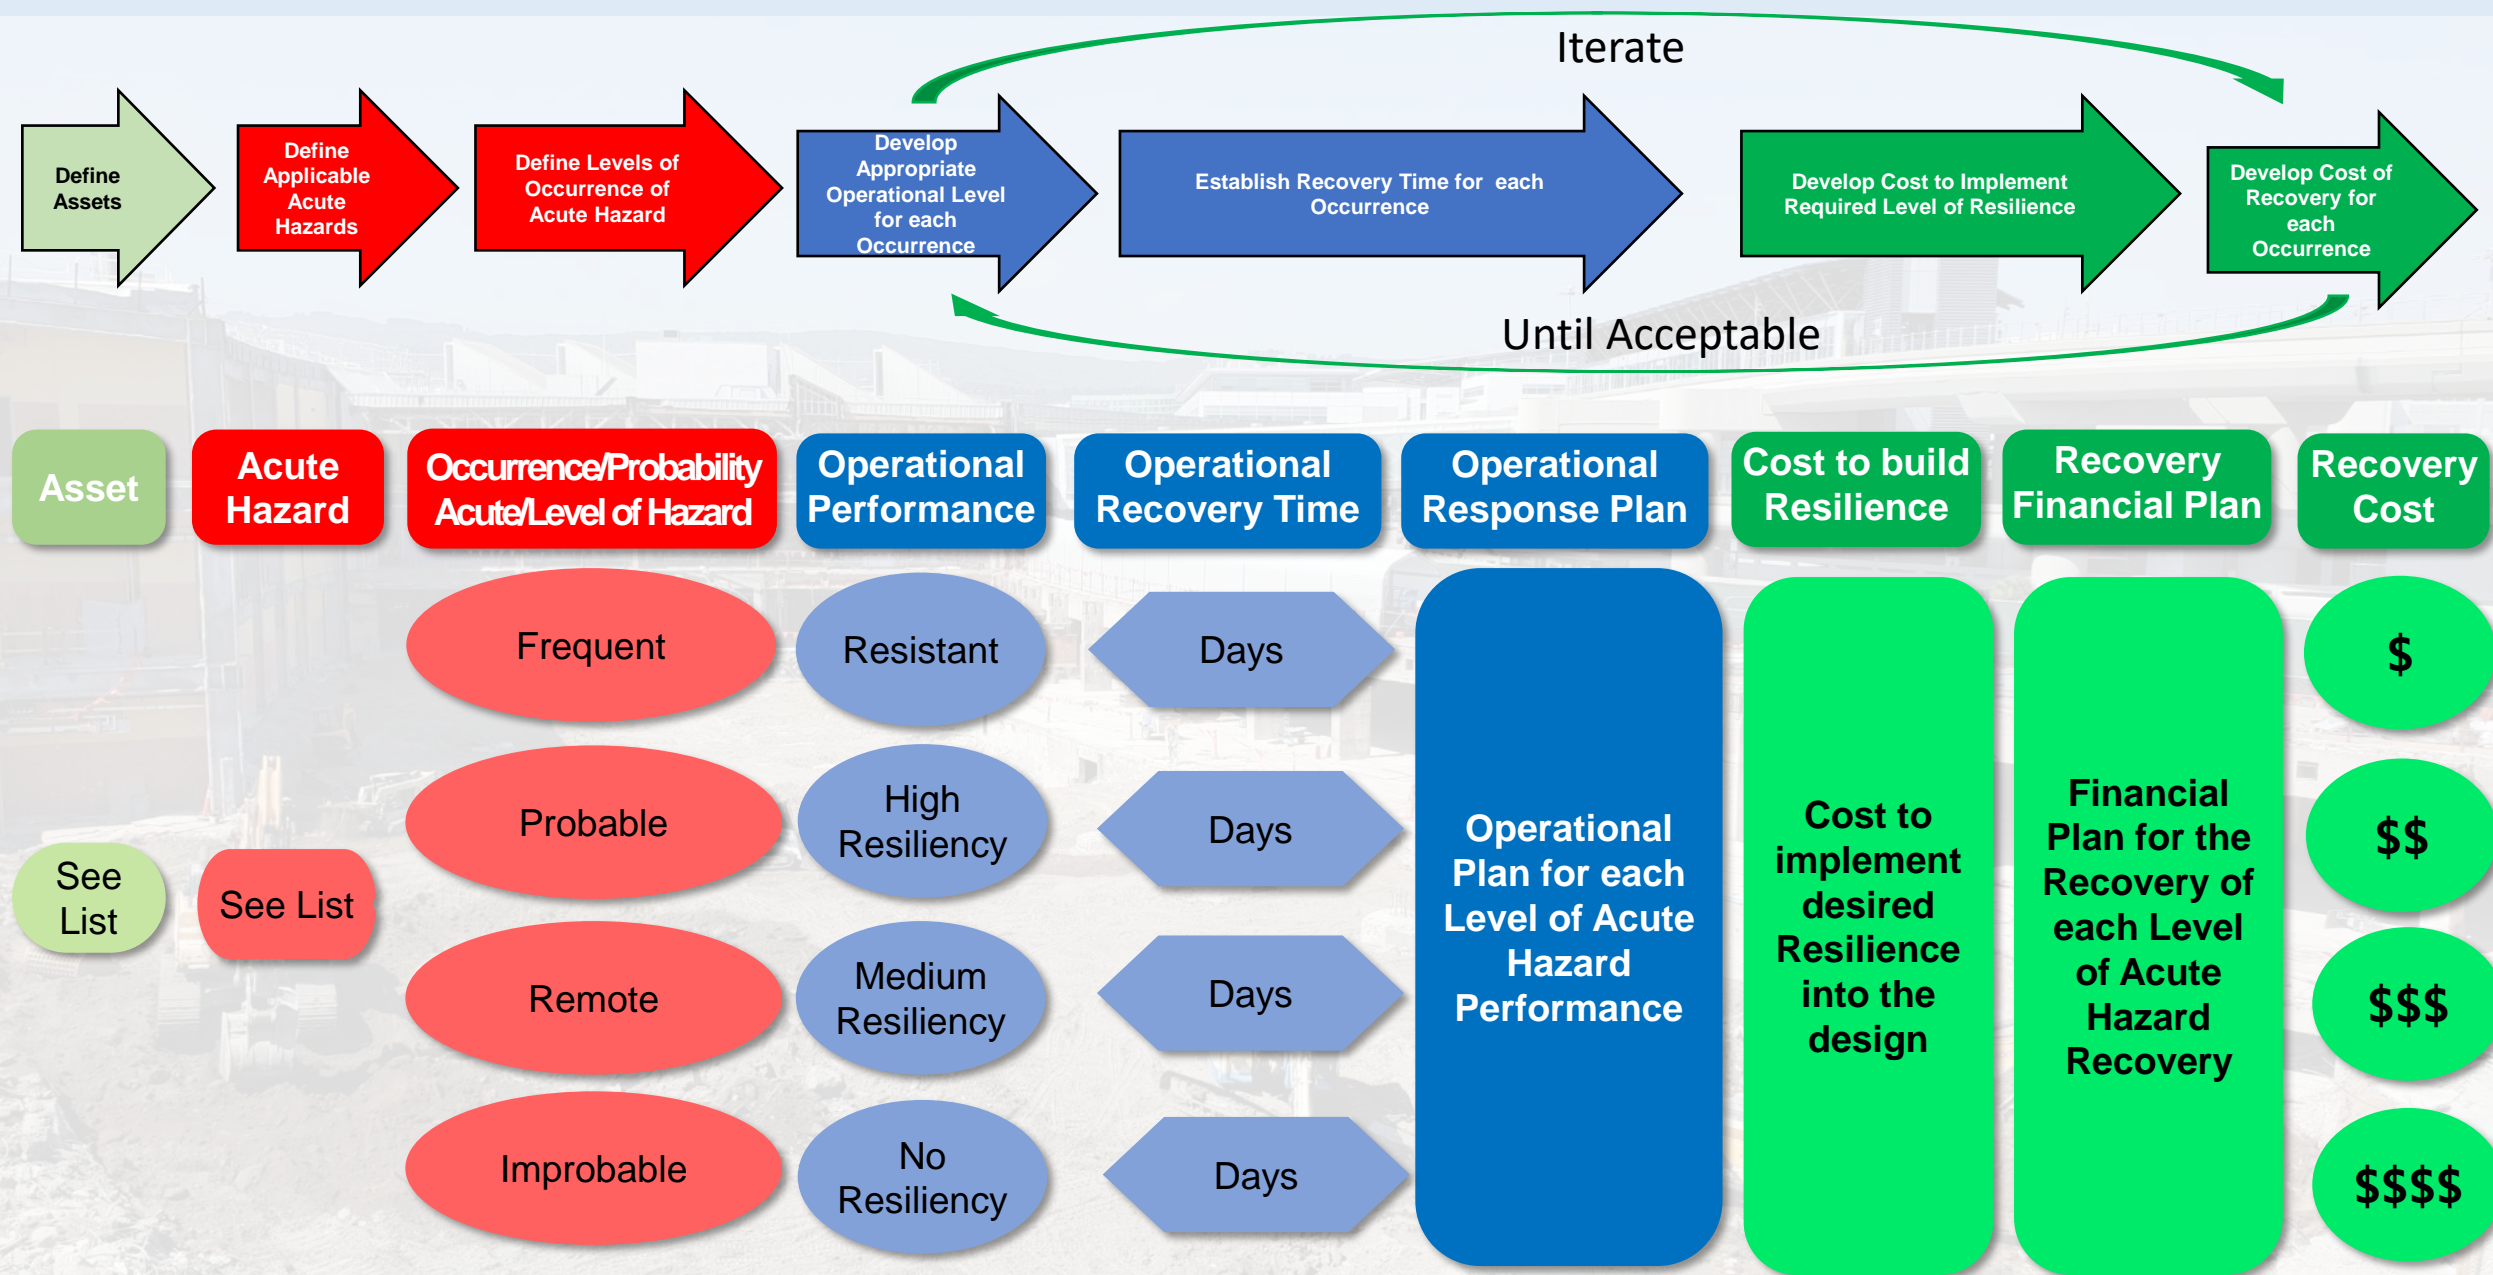 Iterate
Define
Assets
Define
Applicable
Acute
Hazards
Define Levels of
Occurrence of
Acute Hazard
Develop
Appropriate
Operational Level
for each
Occurrence
Establish Recovery Time for each
Occurrence
Develop Cost to Implement
Required Level of Resilience
Develop Cost of
Recovery for
each
Occurrence
Until Acceptable
Asset
Acute
Hazard
Occurrence/Probability
Acute/Level of Hazard
Operational
Performance
Operational
Recovery Time
Operational
Response Plan
Cost to build
Resilience
Recovery
Financial Plan
Recovery
Cost
See
List
See List
Frequent
Resistant
Days
Probable
High
Resiliency
Days
Remote
Medium
Resiliency
Days
Improbable
No
Resiliency
Days
Operational
Plan for each
Level of Acute
Hazard
Performance
Cost to
implement
desired
Resilience
into the
design
Financial
Plan for the
Recovery of
each Level
of Acute
Hazard
Recovery
$
$$
$$$
$$$$